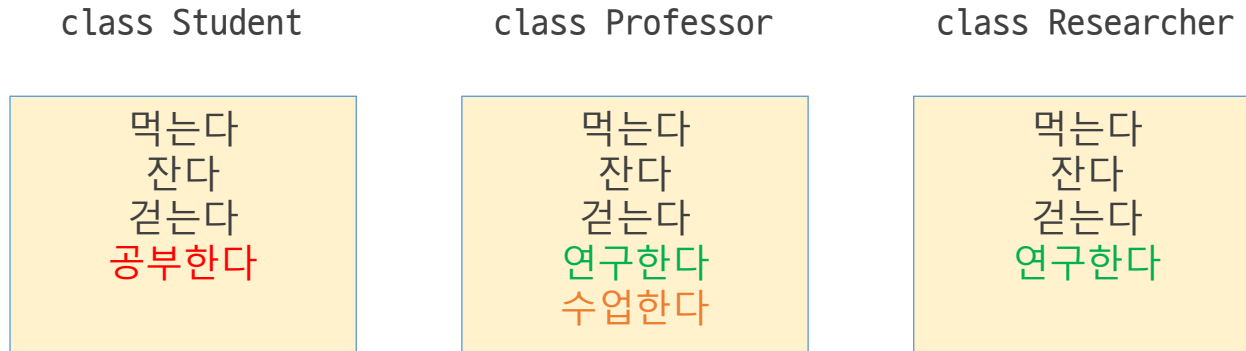 class Student
class Professor
class Researcher
먹는다
잔다
걷는다
공부한다
먹는다
잔다
걷는다
연구한다
수업한다
먹는다
잔다
걷는다
연구한다